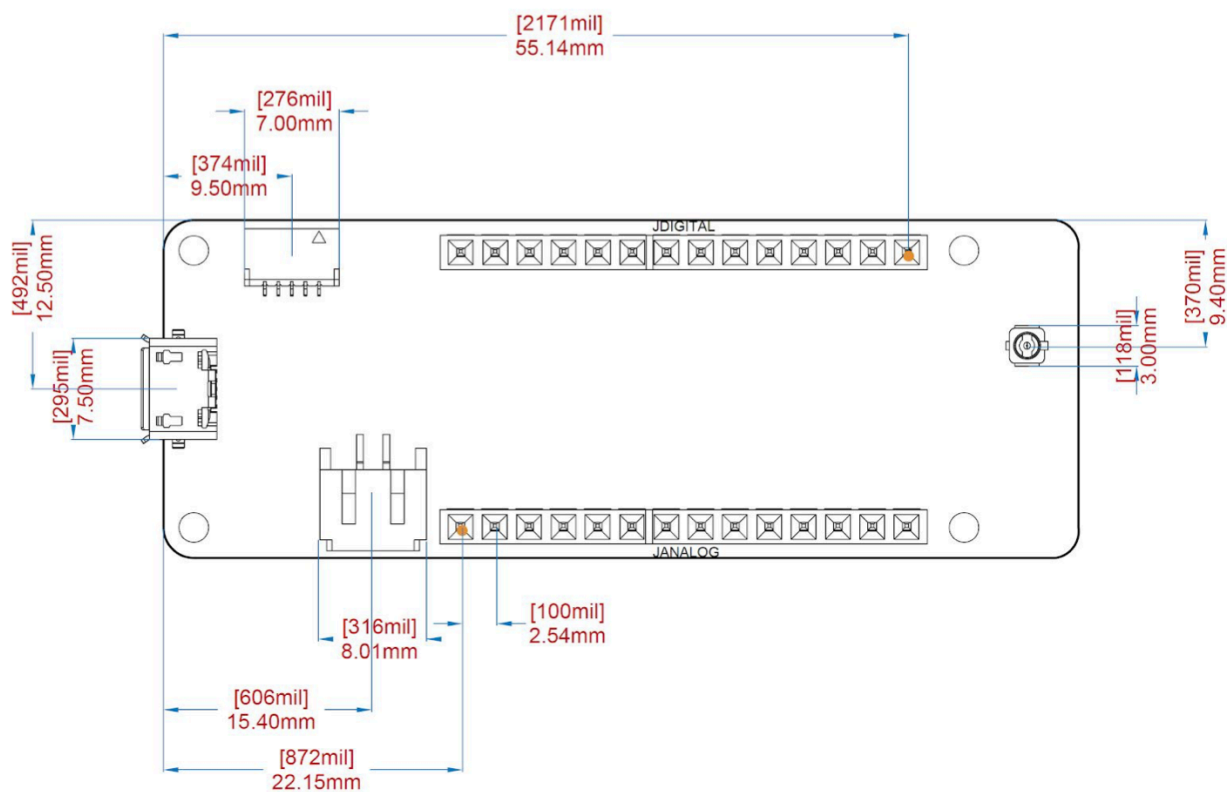 [2171mil]
55.14mm
[276mil]
7.00mm
[374mil]
9.50mm
JDIGITAL
[492mil]
12.50mm
[370mil]
9.40mm
[118mil]
3.00mm
[295mil]
7.50mm
JANALOG
[100mil]
2.54mm
[316mil]
8.01mm
[606mil]
15.40mm
[872mil]
22.15mm